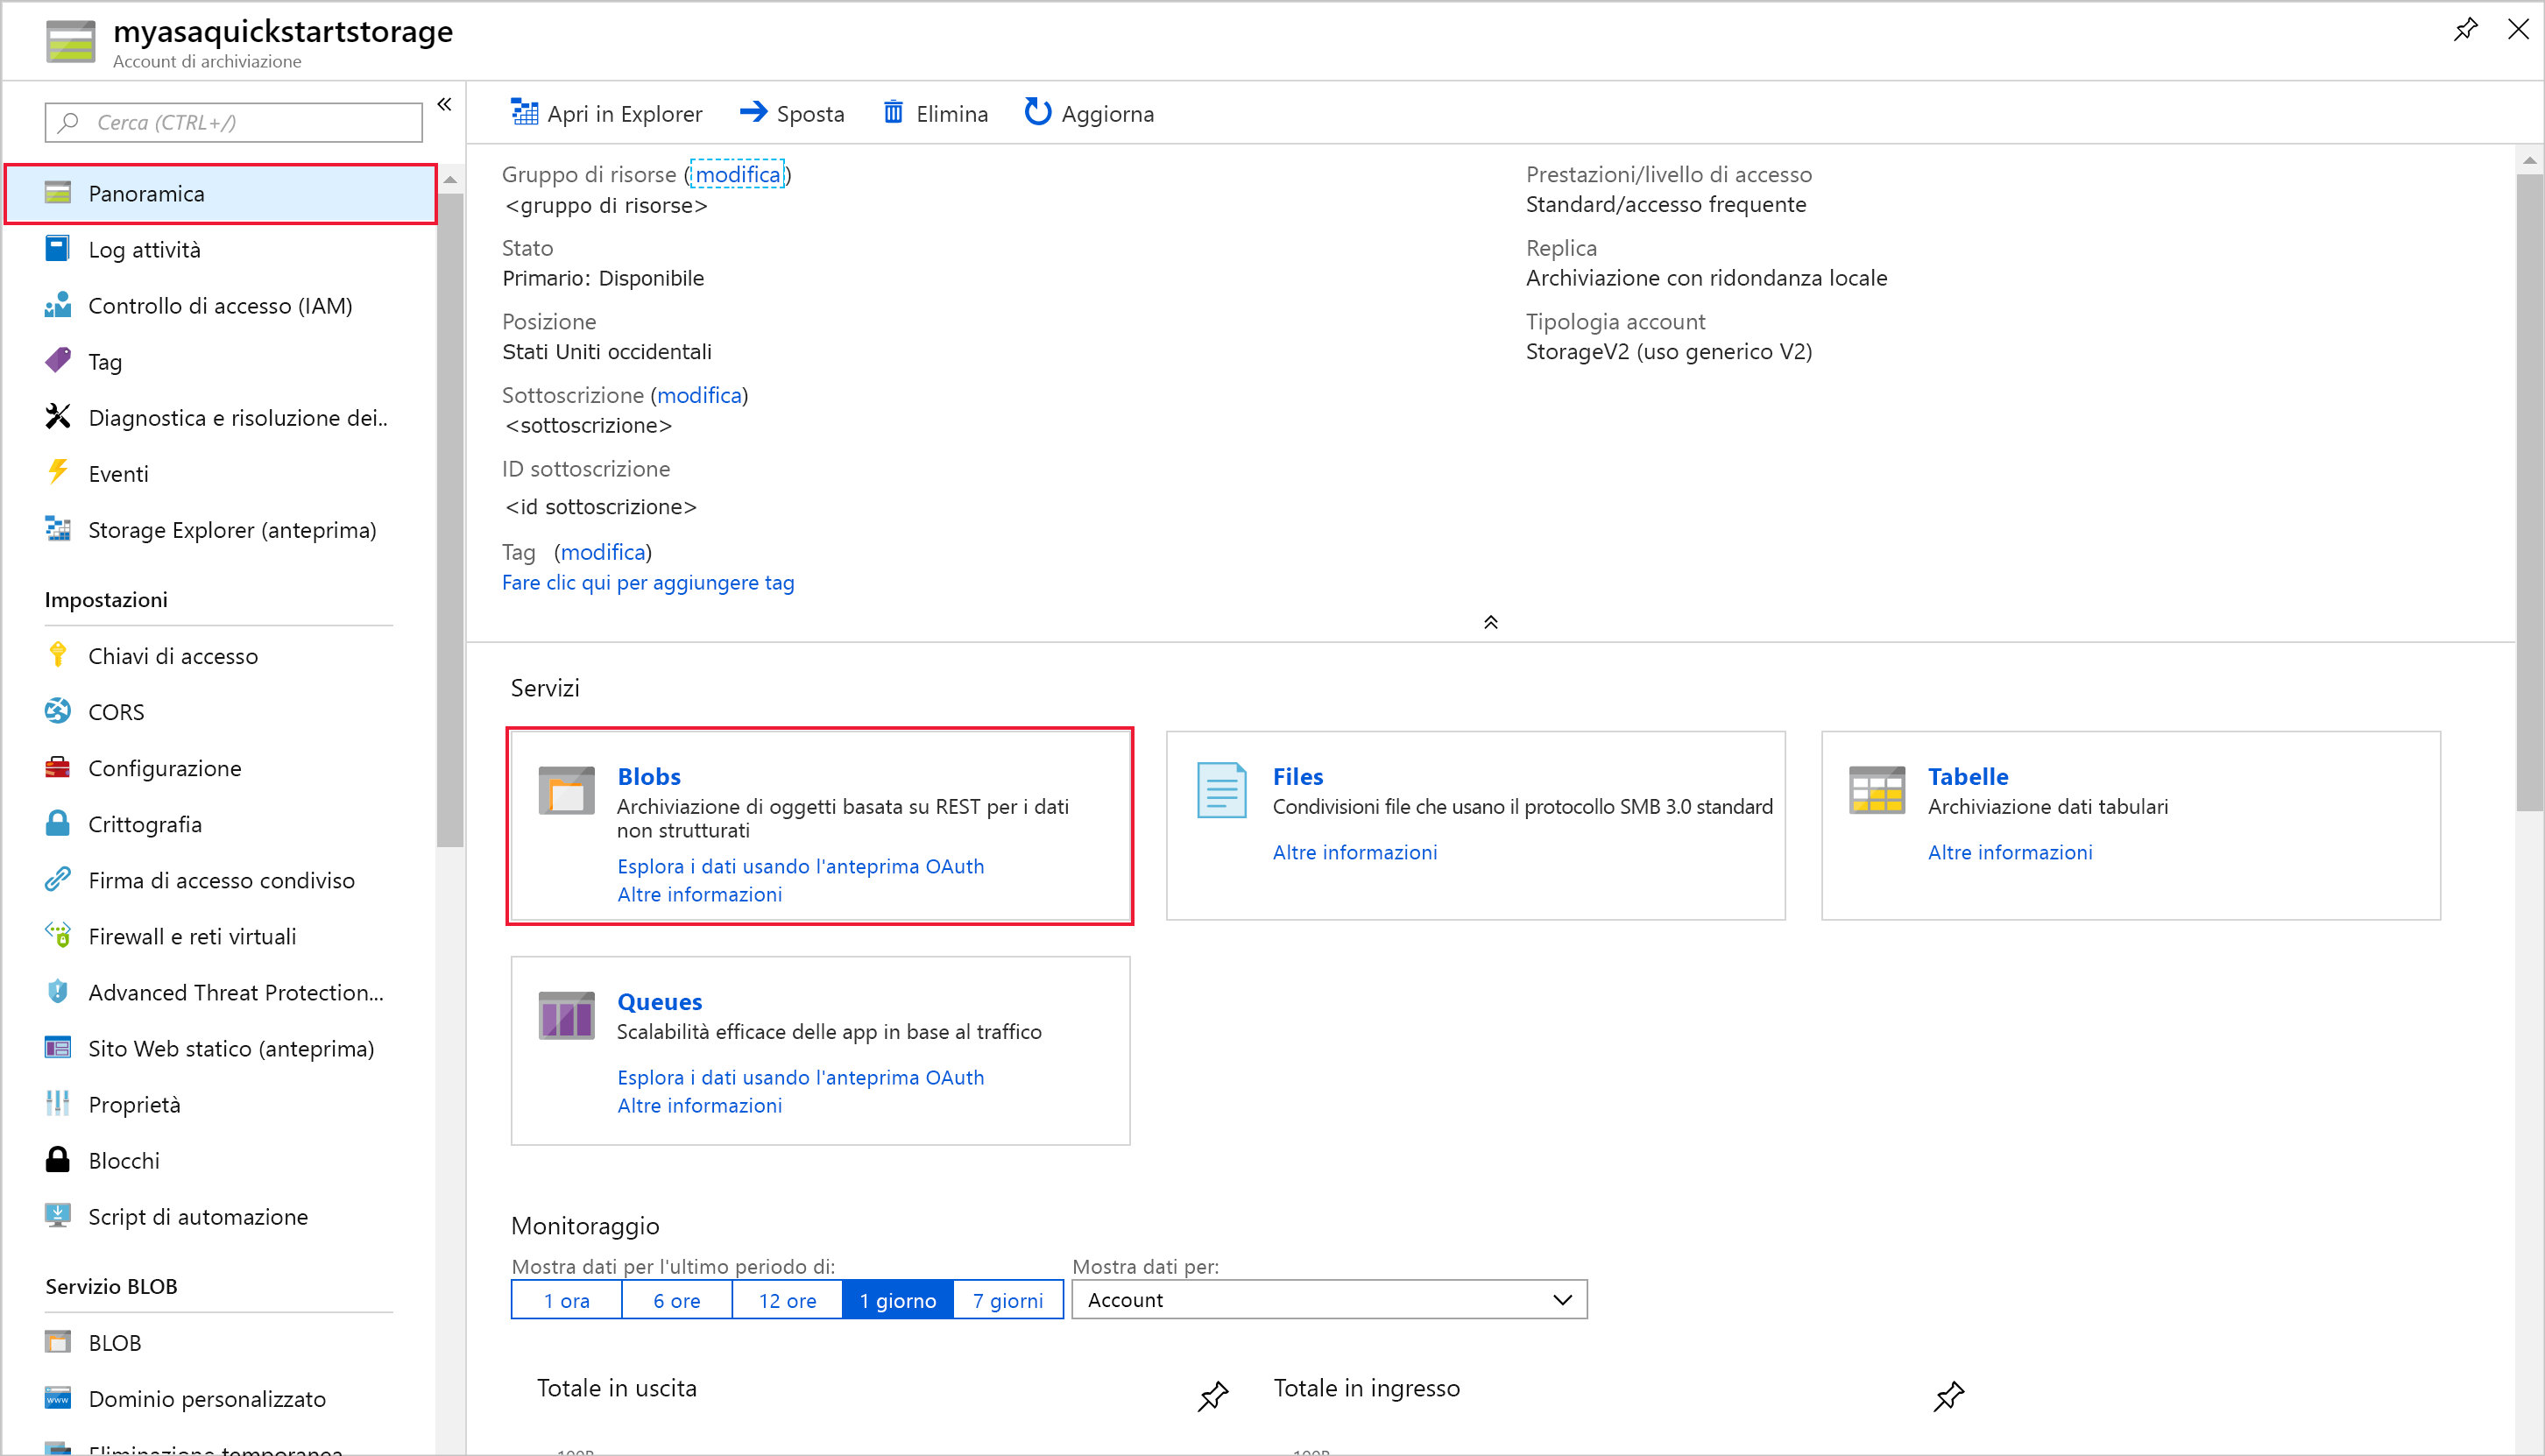 myasaquickstartstorage
Account di archiviazione
Cerca (CTRL+/)
Panoramica
Log attività
Controllo di accesso (IAM)
Tag
Diagnostica e risoluzione dei..
Eventi
Storage Explorer (anteprima)
Impostazioni
Chiavi di accesso
CORS
Configurazione
Crittografia
Firma di accesso condiviso
Firewall e reti virtuali
Advanced Threat Protection...
Sito Web statico (anteprima)
Proprietà
Blocchi
Script di automazione
Servizio BLOB
BLOB
Dominio personalizzato
Eliminazione temporanea
Apri in Explorer
Sposta
Elimina
Aggiorna
Gruppo di risorse (modifica)
<gruppo di risorse>
Stato
Primario: Disponibile
Posizione
Stati Uniti occidentali
Sottoscrizione (modifica)
<sottoscrizione>
ID sottoscrizione
<id sottoscrizione>
Tag (modifica)
Fare clic qui per aggiungere tag
Prestazioni/livello di accesso
Standard/accesso frequente
Replica
Archiviazione con ridondanza locale
Tipologia account
StorageV2 (uso generico V2)
Servizi
Blobs
Archiviazione di oggetti basata su REST per i dati
non strutturati
Esplora i dati usando l'anteprima OAuth
Altre informazioni
Files
Condivisioni file che usano il protocollo SMB 3.0 standard
Altre informazioni
Tabelle
Archiviazione dati tabulari
Altre informazioni
Queues
Scalabilità efficace delle app in base al traffico
Esplora i dati usando l'anteprima OAuth
Altre informazioni
Monitoraggio
Mostra dati per l'ultimo periodo di:
1 ora
6 ore
12 ore
1 giorno
7 giorni
Mostra dati per:
Account
Totale in uscita
100B
Totale in ingresso
100B